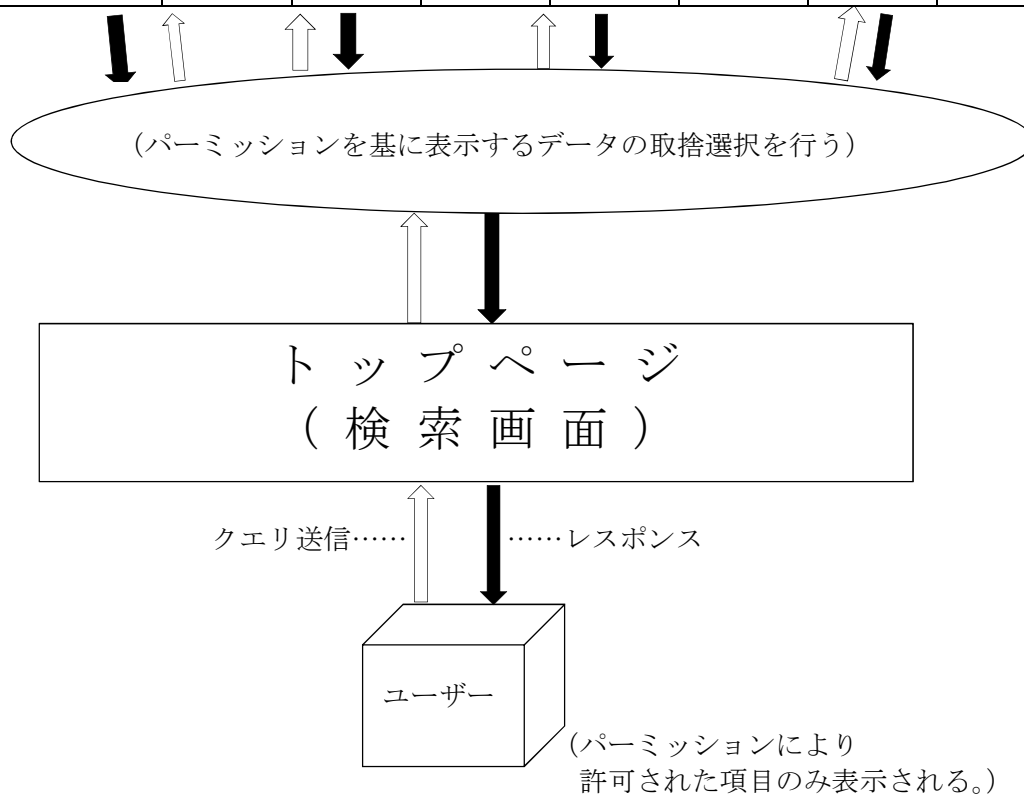 (パーミッションを基に表示するデータの取捨選択を行う)
トップページ
(検索画面)
クエリ送信……
……レスポンス
ユーザー
(パーミッションにより
許可された項目のみ表示される。)